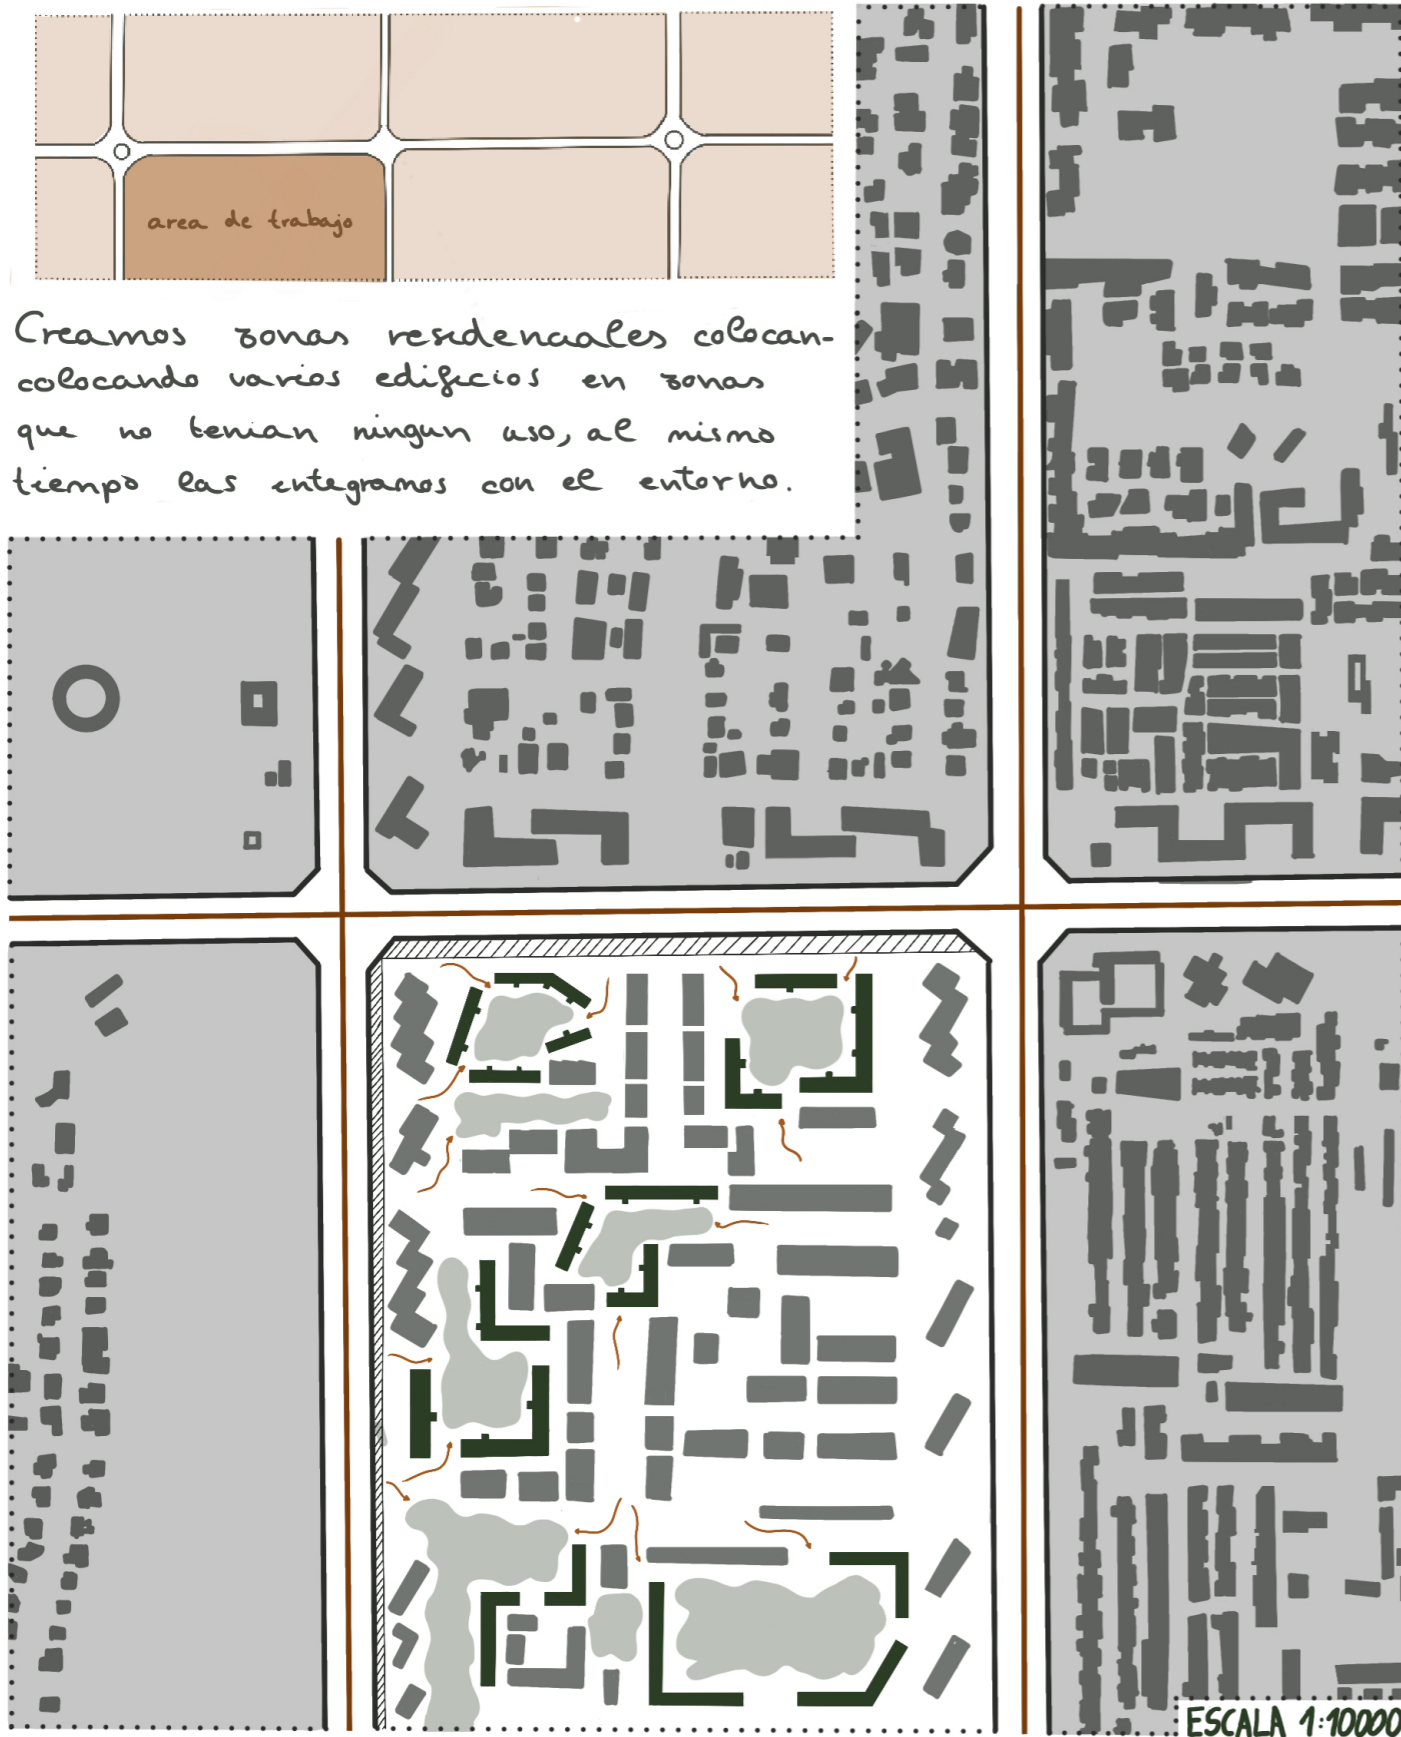 area de trabajo
Creamos zonas residenciales colocan-
colocando varios edificios en zonas
que no tenian ningun uso, al mismo
tiempo las integramos con el entorno.
ESCALA 1:10000